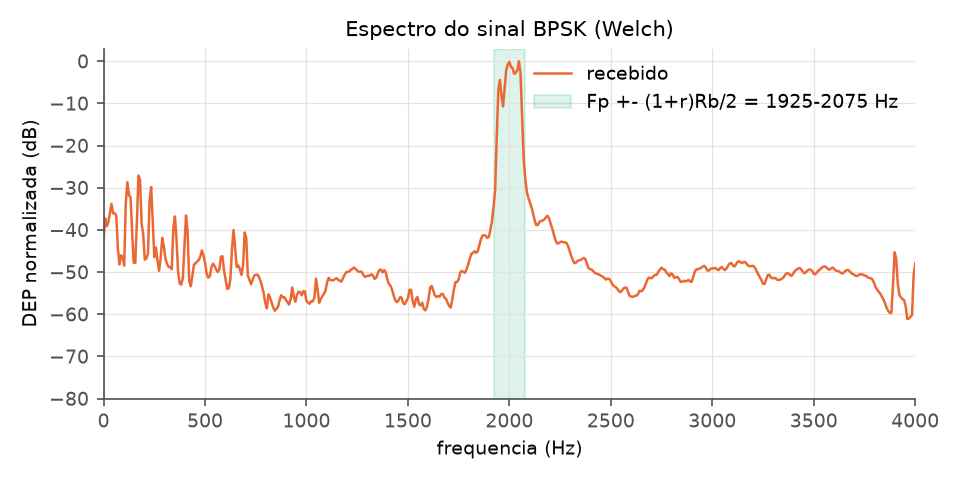 Espectro do sinal BPSK (Welch)
recebido
Fp +- (1+r)Rb/2 = 1925-2075 Hz
DEP normalizada (dB)
0
−10
−20
−30
−40
−50
−60
−70
−80
0 500 1000 1500 2000 2500 3000 3500 4000
frequencia (Hz)